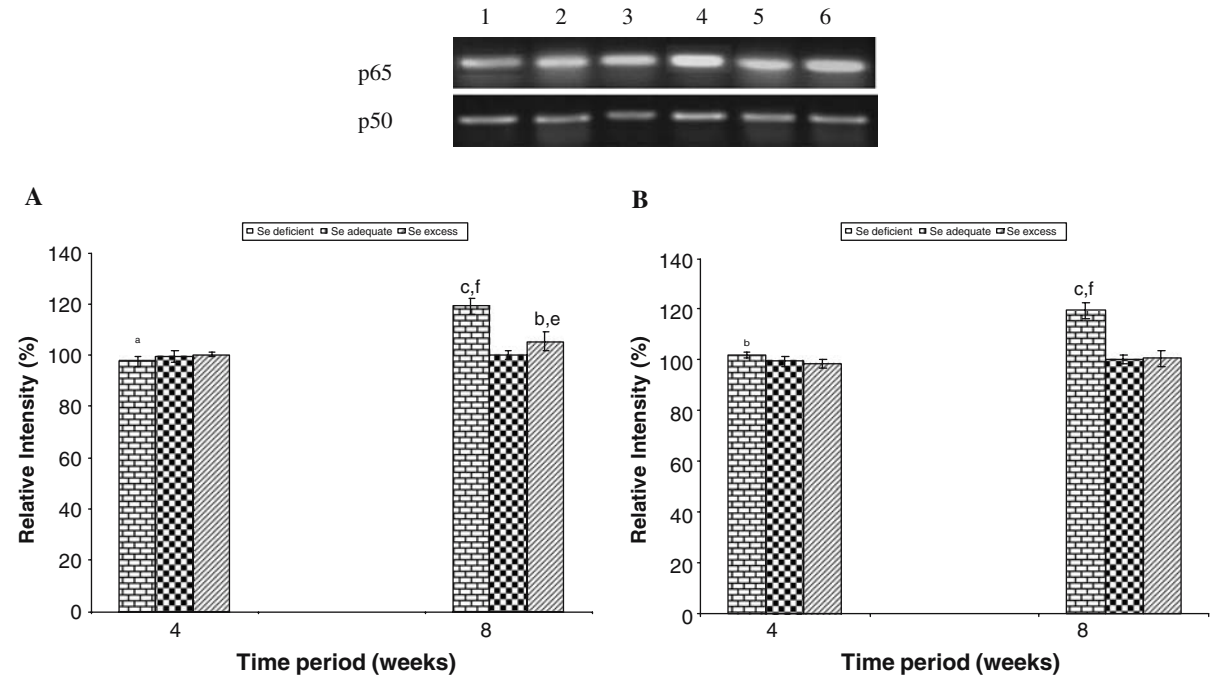 1 2 3 4 5 6
p65
p50
A
Se deficient Se adequate Se excess
140
120
100
80
60
40
20
0
Relative Intensity (%)
a
c,f
b,e
4 8
Time period (weeks)
B
Se deficient Se adequate Se excess
140
120
100
80
60
40
20
0
Relative Intensity (%)
b
c,f
4 8
Time period (weeks)